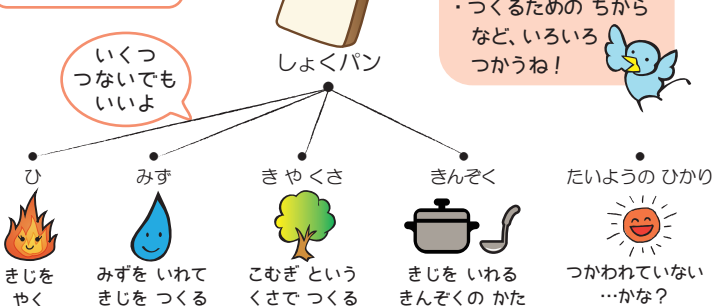 ・つくるための ちから
など、いろいろ
つかうね！
いくつ
つないでも
いいよ
しょくパン
ひ
みず
き や くさ
きんぞく
たいようの ひかり
きじを
やく
みずを いれて
きじを つくる
こむぎ という
くさで つくる
きじを いれる
きんぞくの かた
つかわれていない
…かな？